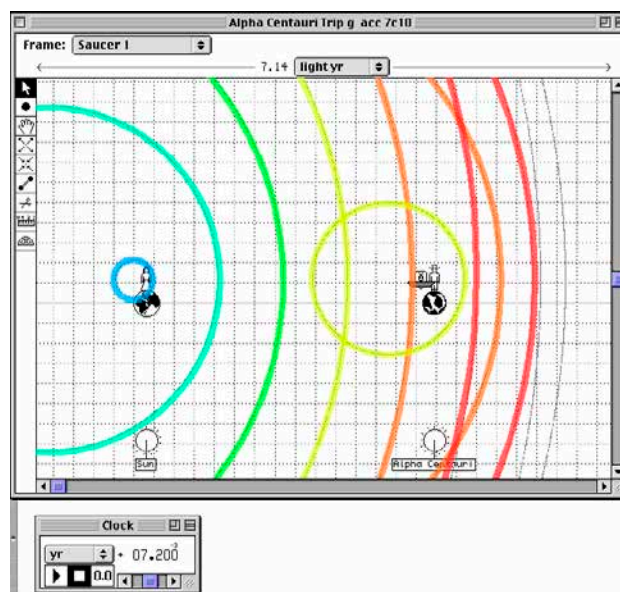 Alpha Centauri Trip g acc 7c10
Frame: Saucer 1
7.14 light yr
Sun
Alpha Centauri
Clock
yr + 07.200
0.0